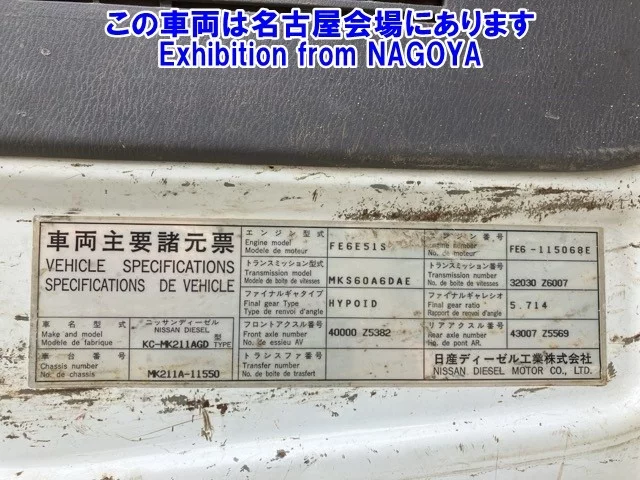 この車両は名古屋会場にあります
Exhibition from NAGOYA
車両主要諸元票
VEHICLE SPECIFICATIONS
SPECIFICATIONS DE VEHICLE
車名
Make and model
Modèle de fabrice
ニッサンディーゼル
NISSAN DIESEL
KC-MK211AGD
型
TYPE
車台番号
Chassis number
No. de chassis
MK211A-11550
エンジン型式
Engine model
Modèle de moteur
FE6E51S
エンジン番号
Engine number
No. de moteur
FE6 -115068E
トランスミッション型式
Transmission model
Modèle de boite de vitesses
MKS60A6DAE
トランスミッション番号
Transmission number
No. de boite de vitesses
32030 Z6007
ファイナルギヤタイプ
Final gear Type
Type de renvoi d'angle
HYPOID
ファイナルギャレシオ
Final gear ratio
Rapport de renvoi d'angle
5.714
フロントアクスル番号
Front axle number
No. de essieu AV
40000 Z5382
リヤアクスル番号
Rear axle number
No. de pont AR.
43007 Z5569
トランスファ番号
Transfer number
No. de boite de transfert
日産ディーゼル工業株式会社
NISSAN DIESEL MOTOR CO., LTD.